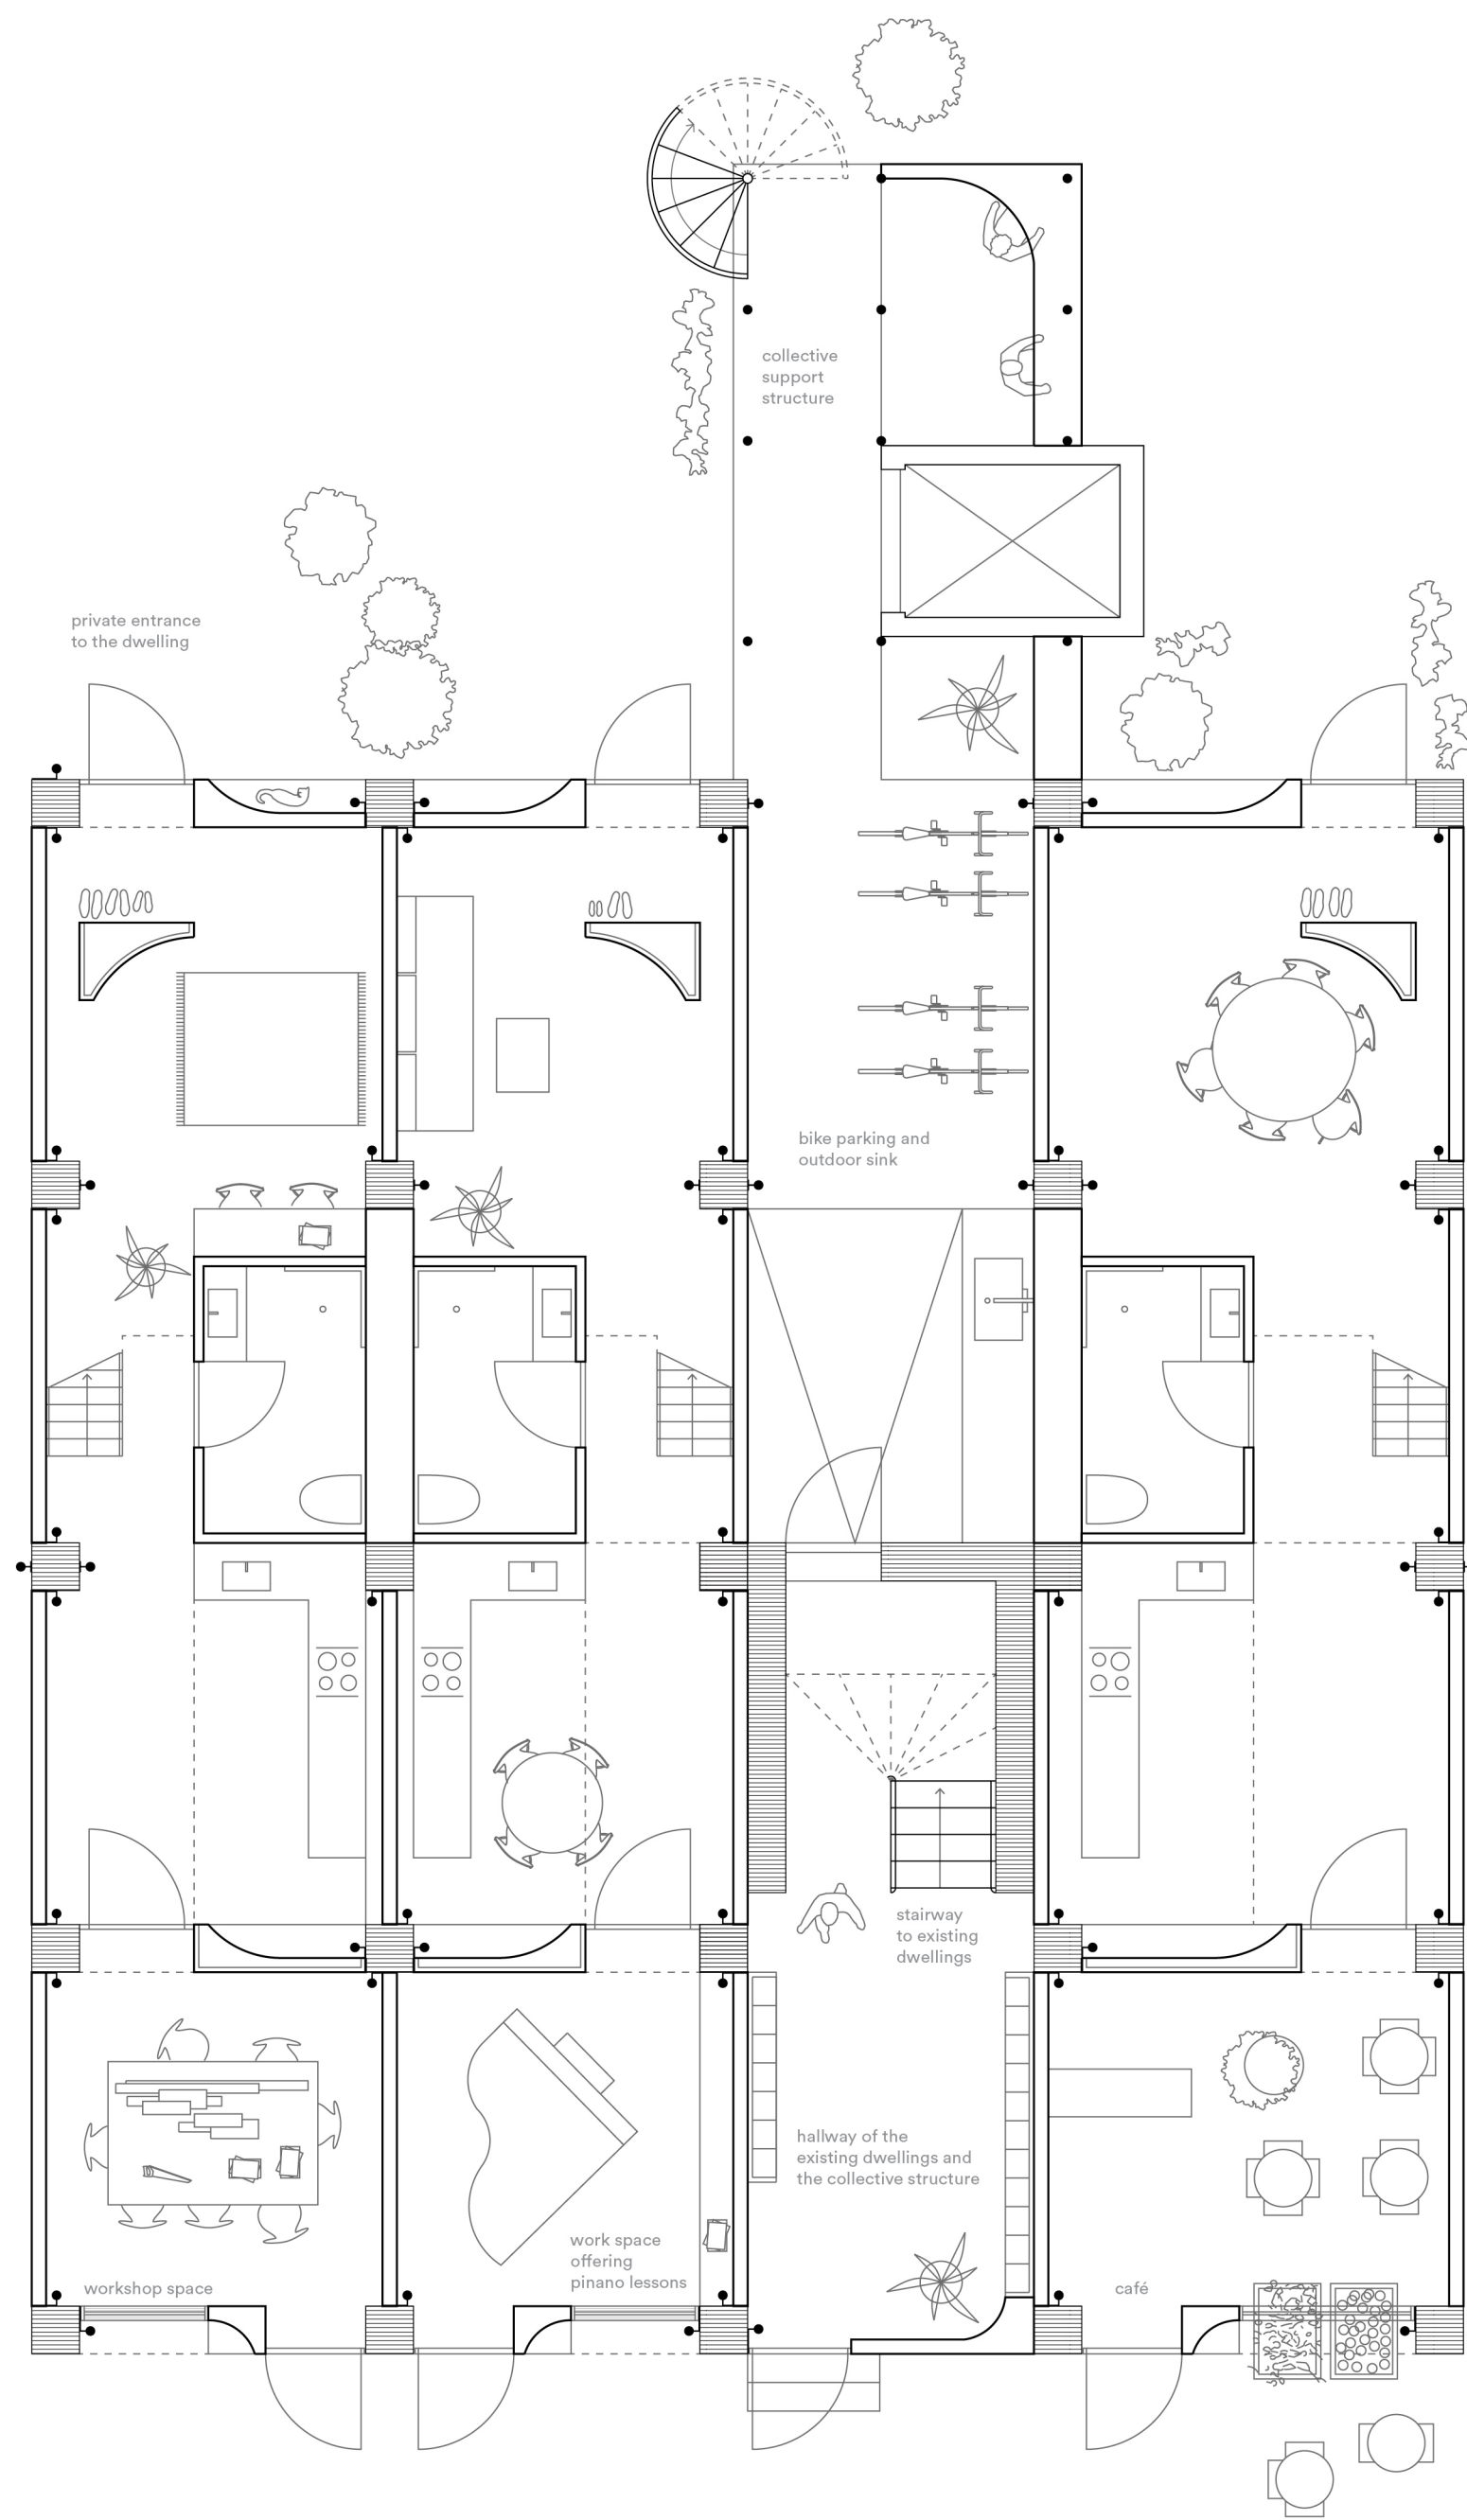 collective
support
structure
private entrance
to the dwelling
bike parking and
outdoor sink
stairway
to existing
dwellings
hallway of the
existing dwellings and
the collective structure
work space
offering
pinano lessons
workshop space
café